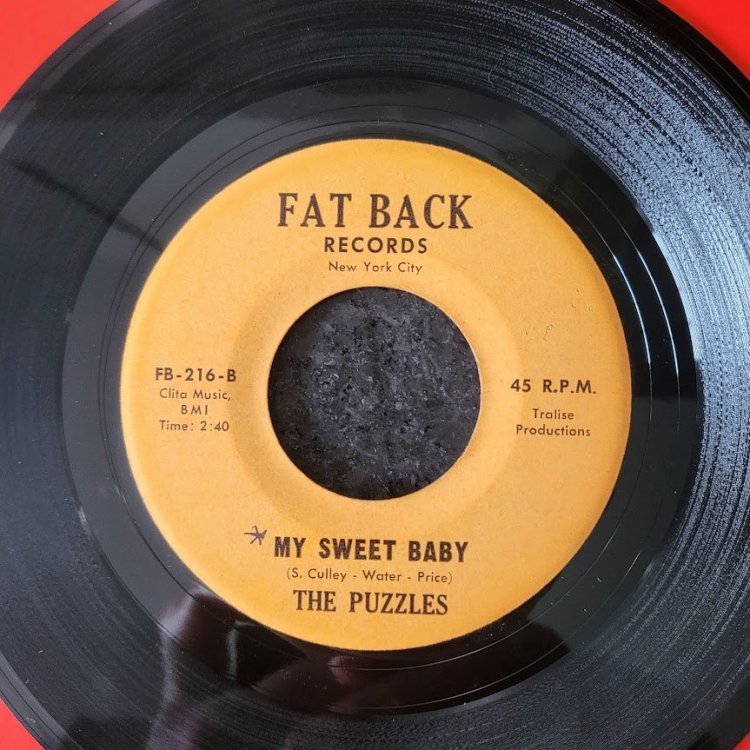 FAT BACK
RECORDS
New York City
FB-216-B
Clita Music,
BMI
Time: 2:40
45 R.P.M.
Tralise
Productions
MY SWEET BABY
(S. Culley - Water - Price)
THE PUZZLES